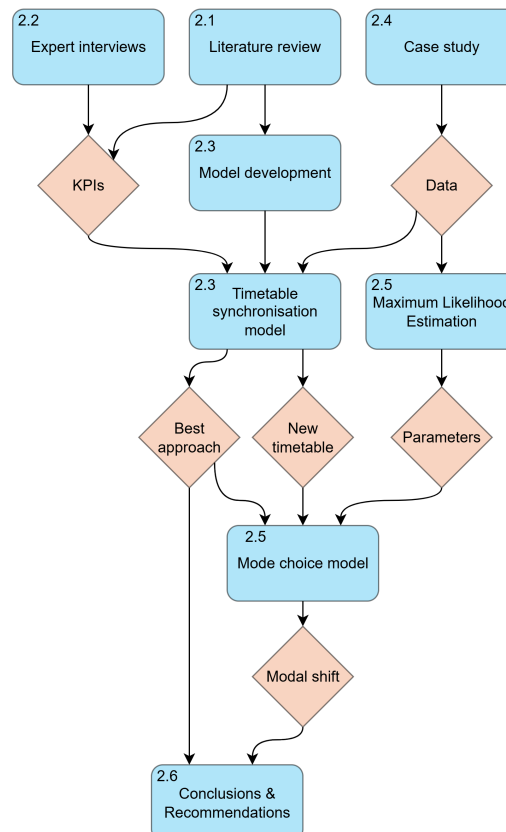 2.2
Expert interviews
2.1
Literature review
2.4
Case study
KPIs
2.3
Model development
Data
2.3
Timetable
synchronisation
model
2.5
Maximum Likelihood
Estimation
Best
approach
New
timetable
Parameters
2.5
Mode choice model
Modal shift
2.6
Conclusions &
Recommendations